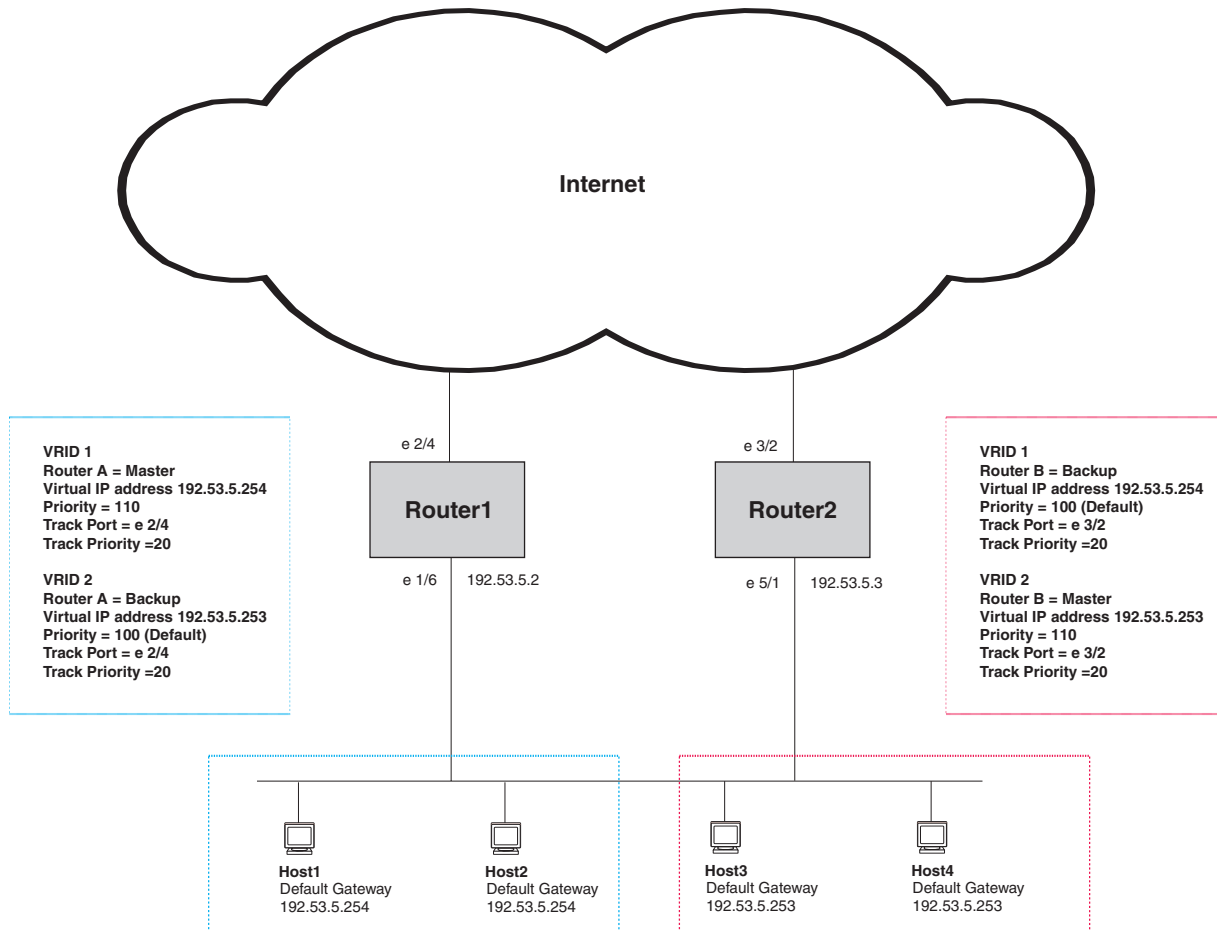 Internet
e 2/4
e 3/2
VRID 1
Router A = Master
Virtual IP address 192.53.5.254
Priority = 110
Track Port = e 2/4
Track Priority =20
VRID 2
Router A = Backup
Virtual IP address 192.53.5.253
Priority = 100 (Default)
Track Port = e 2/4
Track Priority =20
Router1
Router2
VRID 1
Router B = Backup
Virtual IP address 192.53.5.254
Priority = 100 (Default)
Track Port = e 3/2
Track Priority =20
VRID 2
Router B = Master
Virtual IP address 192.53.5.253
Priority = 110
Track Port = e 3/2
Track Priority =20
e 1/6
192.53.5.2
e 5/1
192.53.5.3
Host1
Default Gateway
192.53.5.254
Host2
Default Gateway
192.53.5.254
Host3
Default Gateway
192.53.5.253
Host4
Default Gateway
192.53.5.253